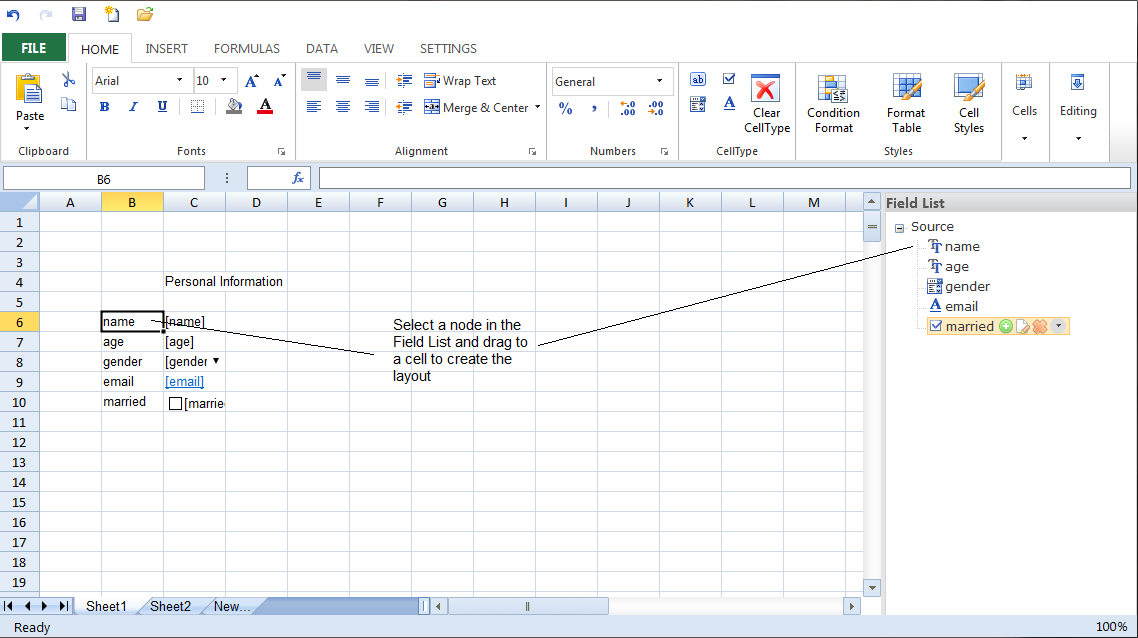 FILE HOME INSERT FORMULAS DATA VIEW SETTINGS
Paste
Clipboard
Arial 10
B I U A
Fonts
Wrap Text
Merge & Center
Alignment
General
% ,
Numbers
ab
A
Clear
CellType
CellType
Condition
Format
Format
Table
Cell
Styles
Styles
Cells
Editing
B6 fx
A B C D E F G H I J K L M
1
2
3
4 Personal Information
5
6 name [name]
7 age [age]
8 gender [gender
9 email [email]
10 married [marrie
11
12
13
14
15
16
17
18
19
Select a node in the
Field List and drag to
a cell to create the
layout
Field List
Source
name
age
gender
email
married
Sheet1 Sheet2 New...
Ready 100%